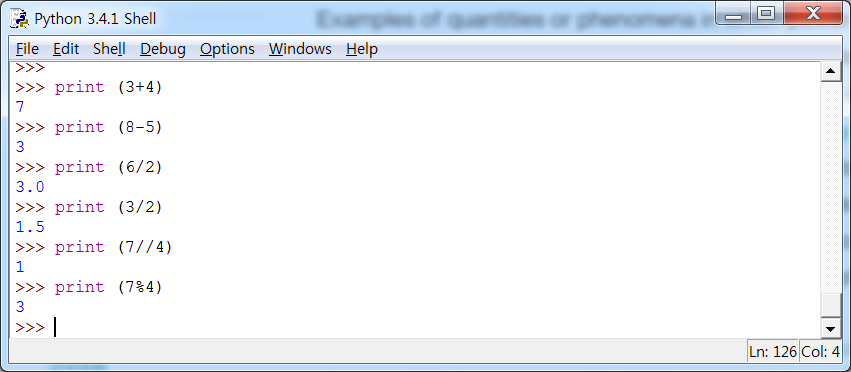 Python 3.4.1 Shell
Examples of quantities or phenomena in
File Edit Shell Debug Options Windows Help
>>>
>>> print (3+4)
7
>>> print (8-5)
3
>>> print (6/2)
3.0
>>> print (3/2)
1.5
>>> print (7//4)
1
>>> print (7%4)
3
>>>
Ln: 126 Col: 4